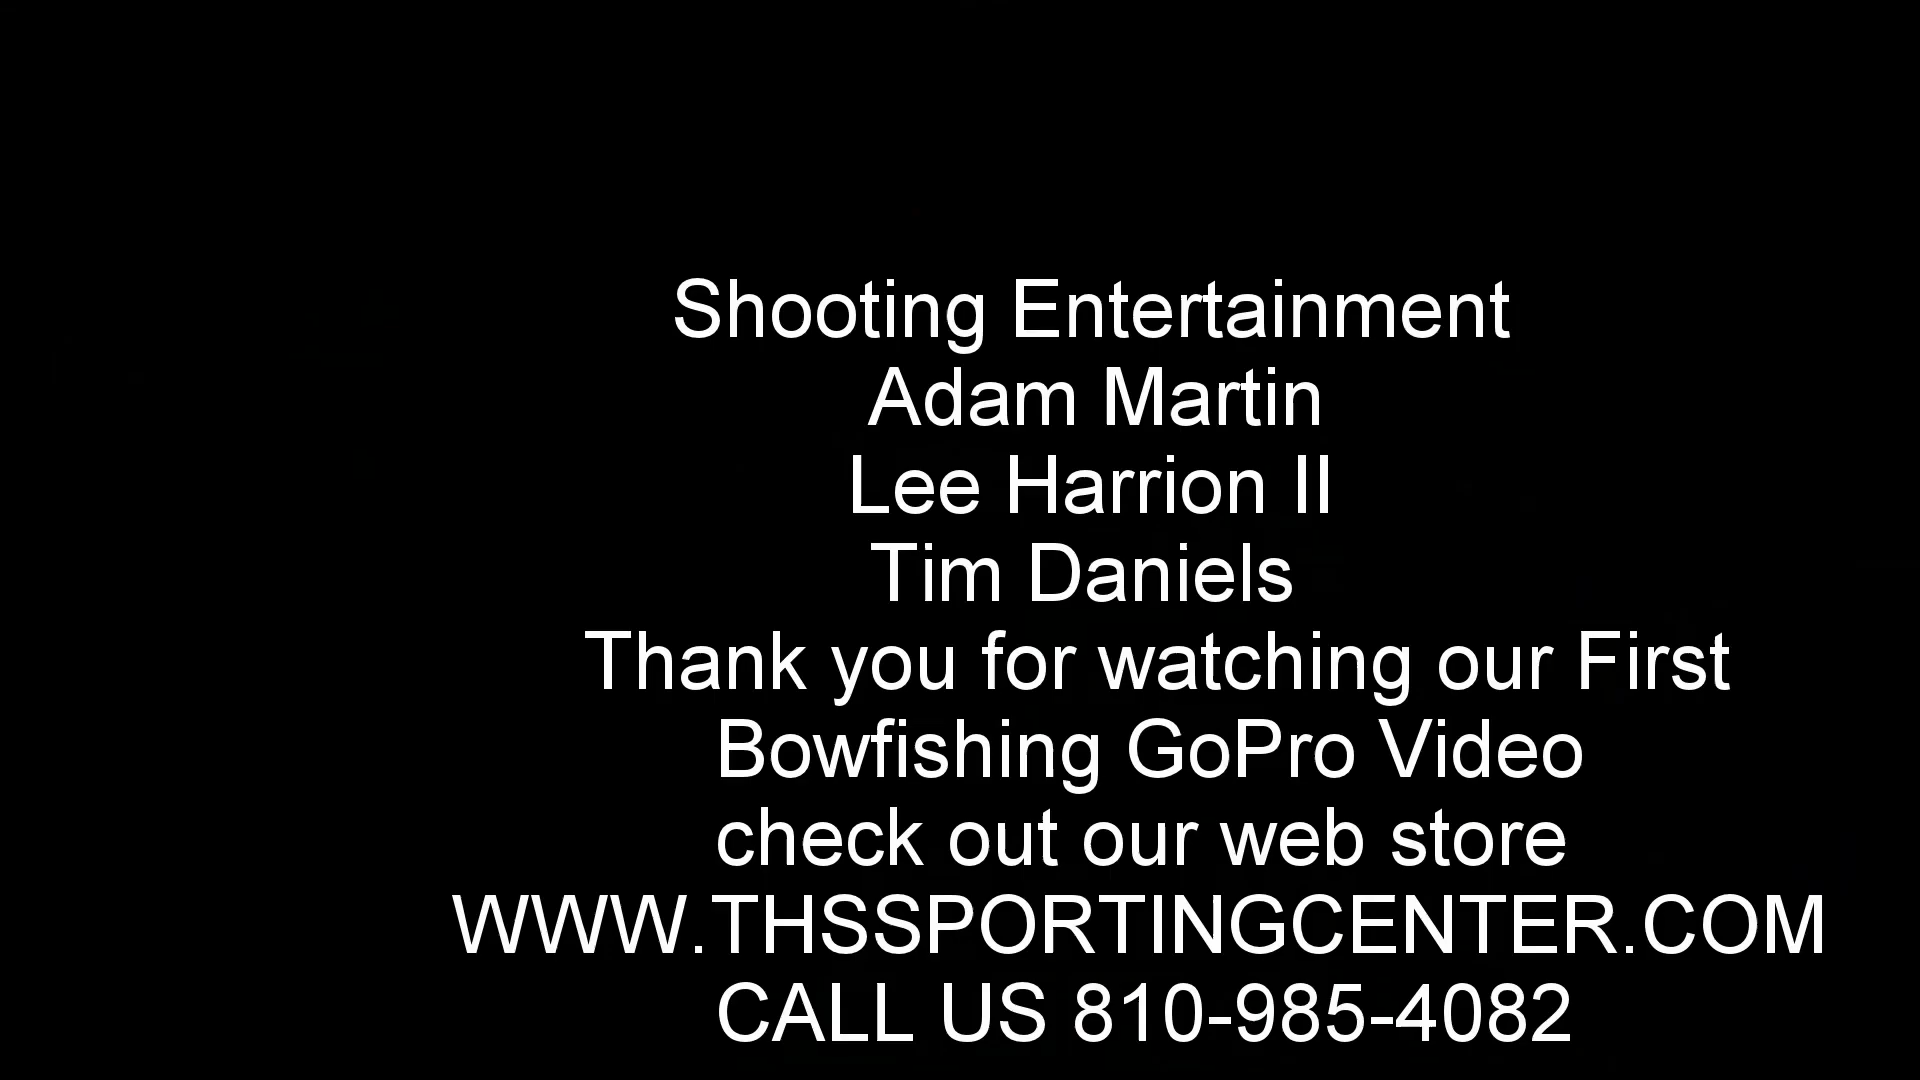 Shooting Entertainment
Adam Martin
Lee Harrion II
Tim Daniels
Thank you for watching our First
Bowfishing GoPro Video
check out our web store
WWW.THSSPORTINGCENTER.COM
CALL US 810-985-4082